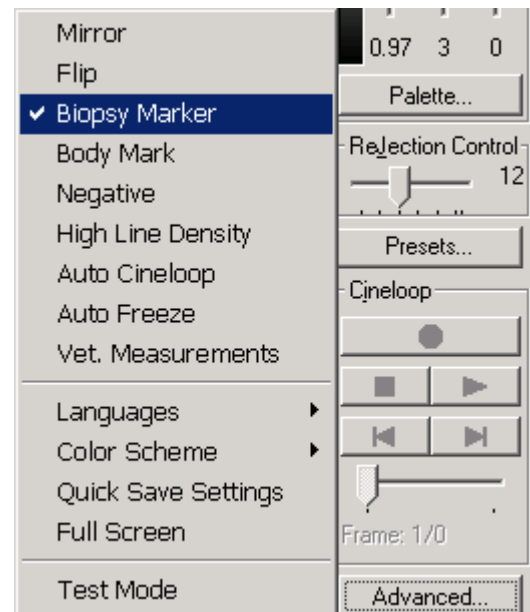 Mirror
Flip
Biopsy Marker
Body Mark
Negative
High Line Density
Auto Cineloop
Auto Freeze
Vet. Measurements
Languages
Color Scheme
Quick Save Settings
Full Screen
Test Mode
0.97 3 0
Palette...
ReJection Control
12
Presets...
Cineloop
Frame: 1/0
Advanced...